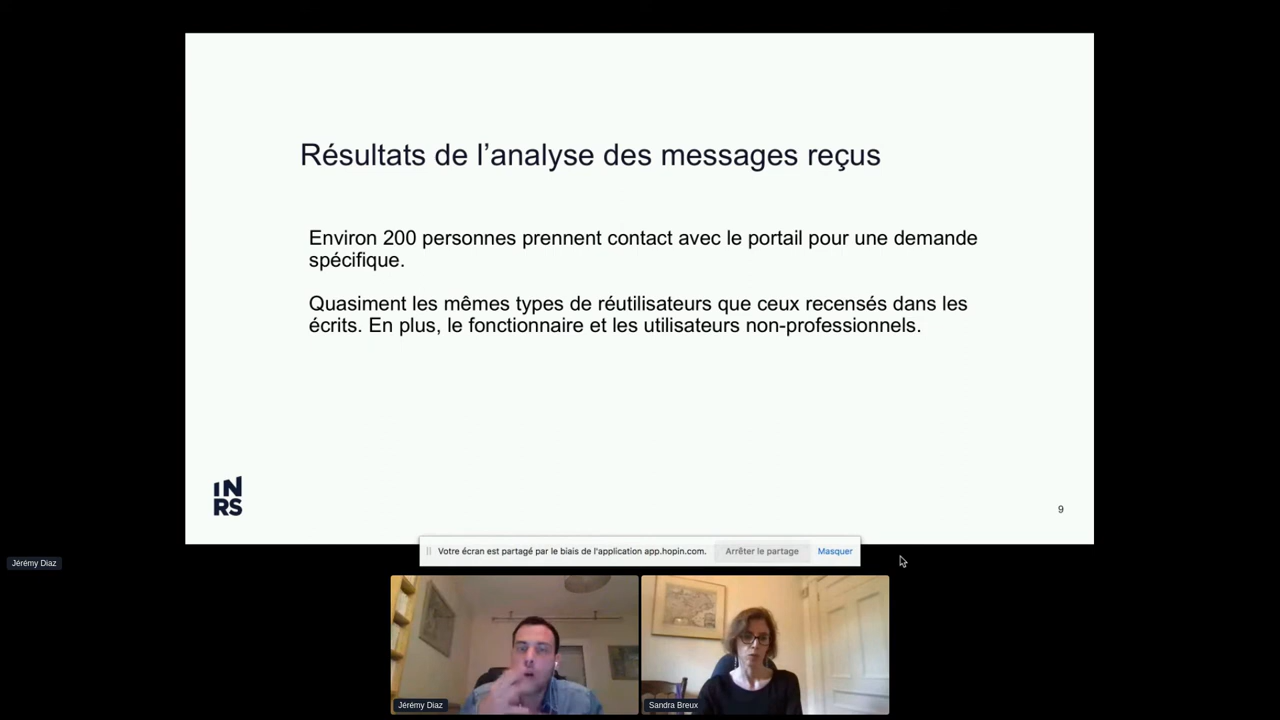 Résultats de l’analyse des messages reçus
Environ 200 personnes prennent contact avec le portail pour une demande
spécifique.
Quasiment les mêmes types de réutilisateurs que ceux recensés dans les
écrits. En plus, le fonctionnaire et les utilisateurs non-professionnels.
iN
RS
9
Votre écran est partagé par le biais de l'application app.hopin.com.
Arrêter le partage
Masquer
Jérémy Diaz
Jérémy Diaz
Sandra Breux